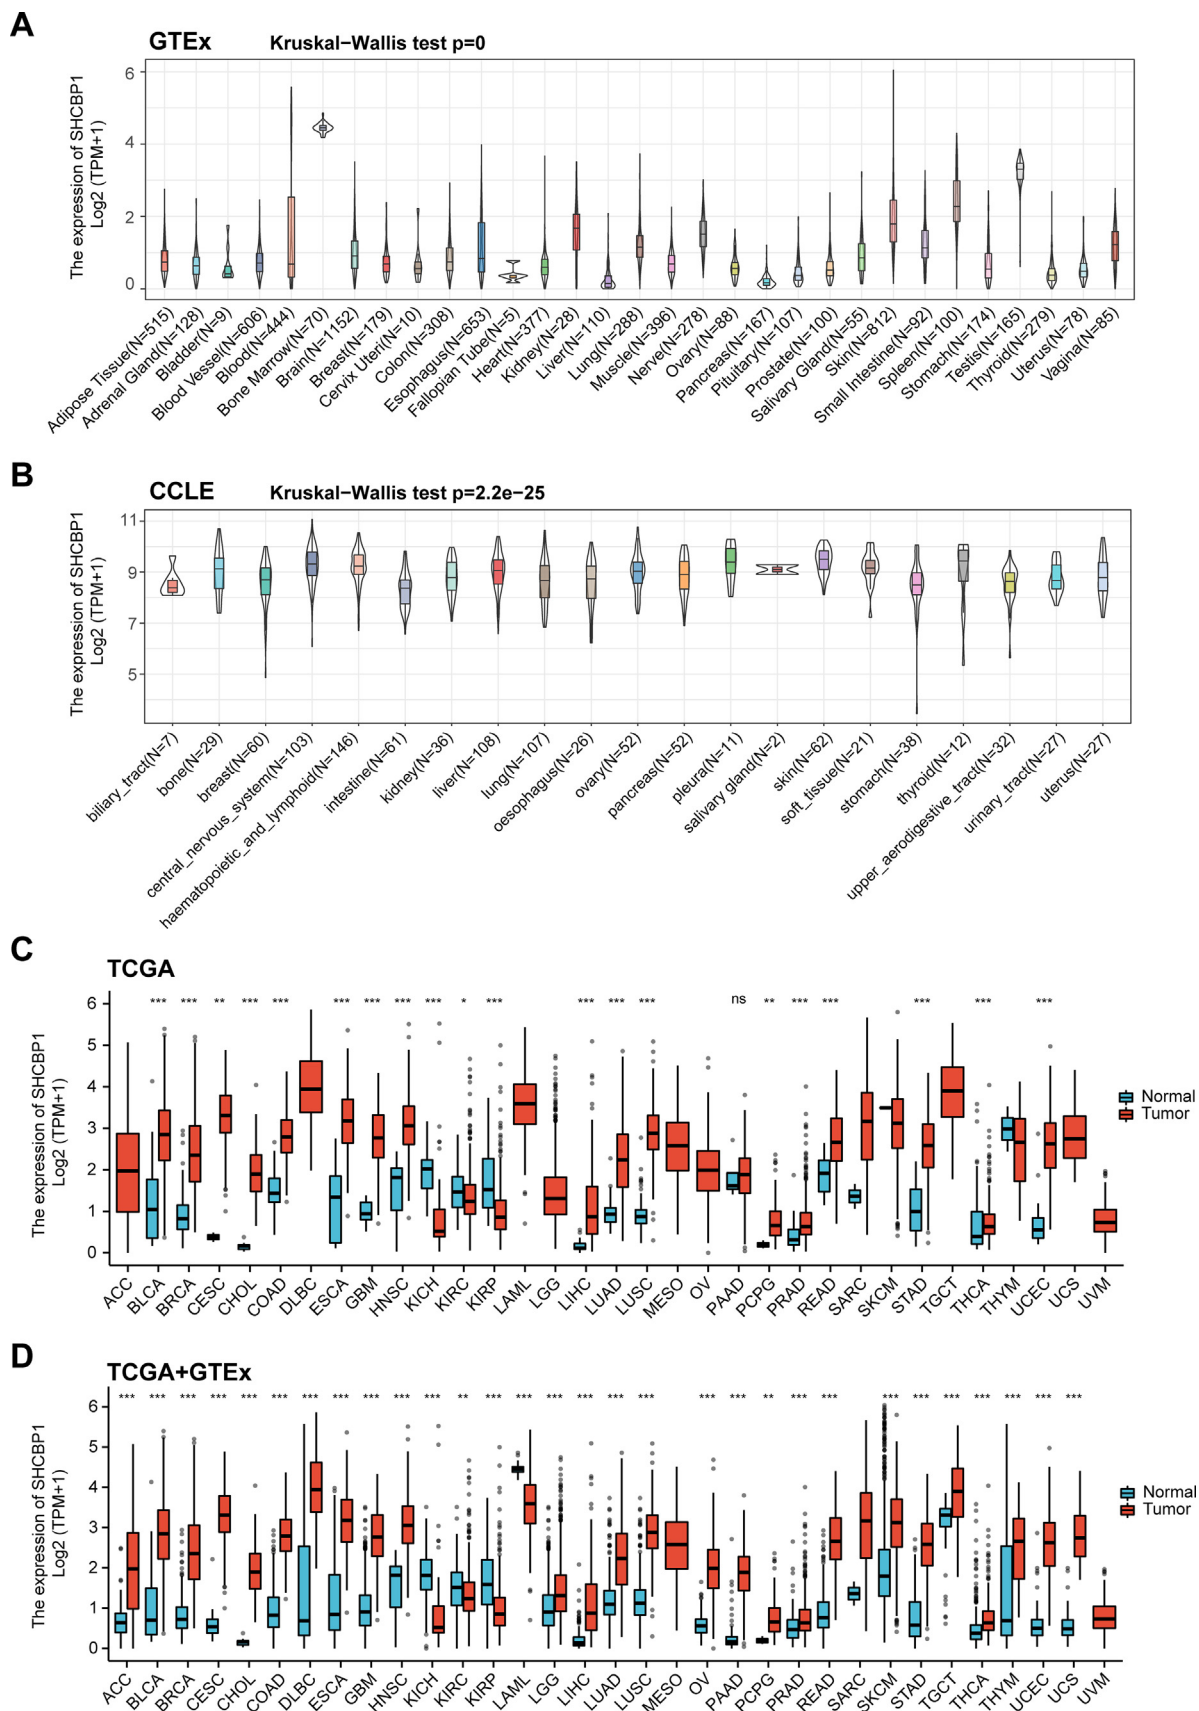 A
GTEx Kruskal−Wallis test p=0
The expression of SHCBP1
Log2 (TPM+1)
6
4
2
0
Adipose Tissue(N=515)
Adrenal Gland(N=128)
Bladder(N=9)
Blood Vessel(N=606)
Blood(N=444)
Bone Marrow(N=70)
Brain(N=1152)
Breast(N=179)
Cervix Uteri(N=10)
Colon(N=308)
Esophagus(N=653)
Fallopian Tube(N=5)
Heart(N=377)
Kidney(N=28)
Liver(N=110)
Lung(N=288)
Muscle(N=396)
Nerve(N=278)
Ovary(N=88)
Pancreas(N=167)
Pituitary(N=107)
Prostate(N=100)
Salivary Gland(N=55)
Skin(N=812)
Small Intestine(N=92)
Spleen(N=100)
Stomach(N=174)
Testis(N=165)
Thyroid(N=279)
Uterus(N=78)
Vagina(N=85)
B
CCLE Kruskal−Wallis test p=2.2e−25
The expression of SHCBP1
Log2 (TPM+1)
11
9
7
5
biliary_tract(N=7)
bone(N=29)
breast(N=60)
central_nervous_system(N=103)
haematopoietic_and_lymphoid(N=146)
intestine(N=61)
kidney(N=36)
liver(N=108)
lung(N=107)
oesophagus(N=26)
ovary(N=52)
pancreas(N=52)
pleura(N=11)
salivary gland(N=2)
skin(N=62)
soft_tissue(N=21)
stomach(N=38)
thyroid(N=12)
upper_aerodigestive_tract(N=32)
urinary_tract(N=27)
uterus(N=27)
C
TCGA
The expression of SHCBP1
Log2 (TPM+1)
6
5
4
3
2
1
0
*** *** ** *** *** *** *** *** *** * *** *** *** *** ns ** *** *** *** *** ***
Normal
Tumor
ACC
BLCA
BRCA
CESC
CHOL
COAD
DLBC
ESCA
GBM
HNSC
KICH
KIRC
KIRP
LAML
LGG
LIHC
LUAD
LUSC
MESO
OV
PAAD
PCPG
PRAD
READ
SARC
SKCM
STAD
TGCT
THCA
THYM
UCEC
UCS
UVM
D
TCGA+GTEx
The expression of SHCBP1
Log2 (TPM+1)
6
5
4
3
2
1
0
*** *** *** *** *** *** *** *** *** *** *** ** *** *** *** *** *** *** *** *** ** *** *** *** *** *** *** *** *** ***
Normal
Tumor
ACC
BLCA
BRCA
CESC
CHOL
COAD
DLBC
ESCA
GBM
HNSC
KICH
KIRC
KIRP
LAML
LGG
LIHC
LUAD
LUSC
MESO
OV
PAAD
PCPG
PRAD
READ
SARC
SKCM
STAD
TGCT
THCA
THYM
UCEC
UCS
UVM